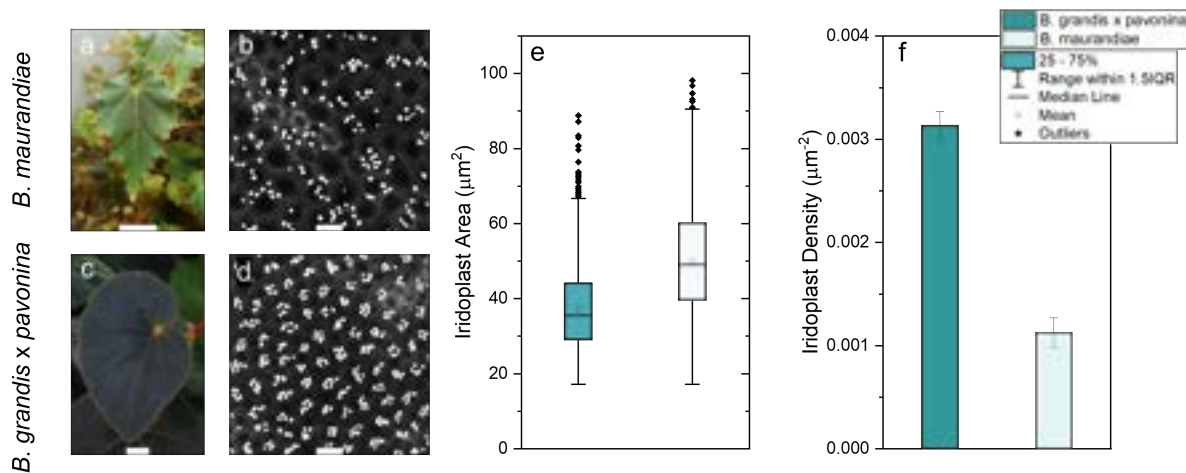 B. maurandiae
a
b
B. grandis x pavonina
c
d
e
Iridoplast Area (μm²)
100
80
60
40
20
0
f
Iridoplast Density (μm⁻²)
0.004
0.003
0.002
0.001
0.000
B. grandis x pavonina
B. maurandiae
25 - 75%
Range within 1.5IQR
Median Line
Mean
Outliers